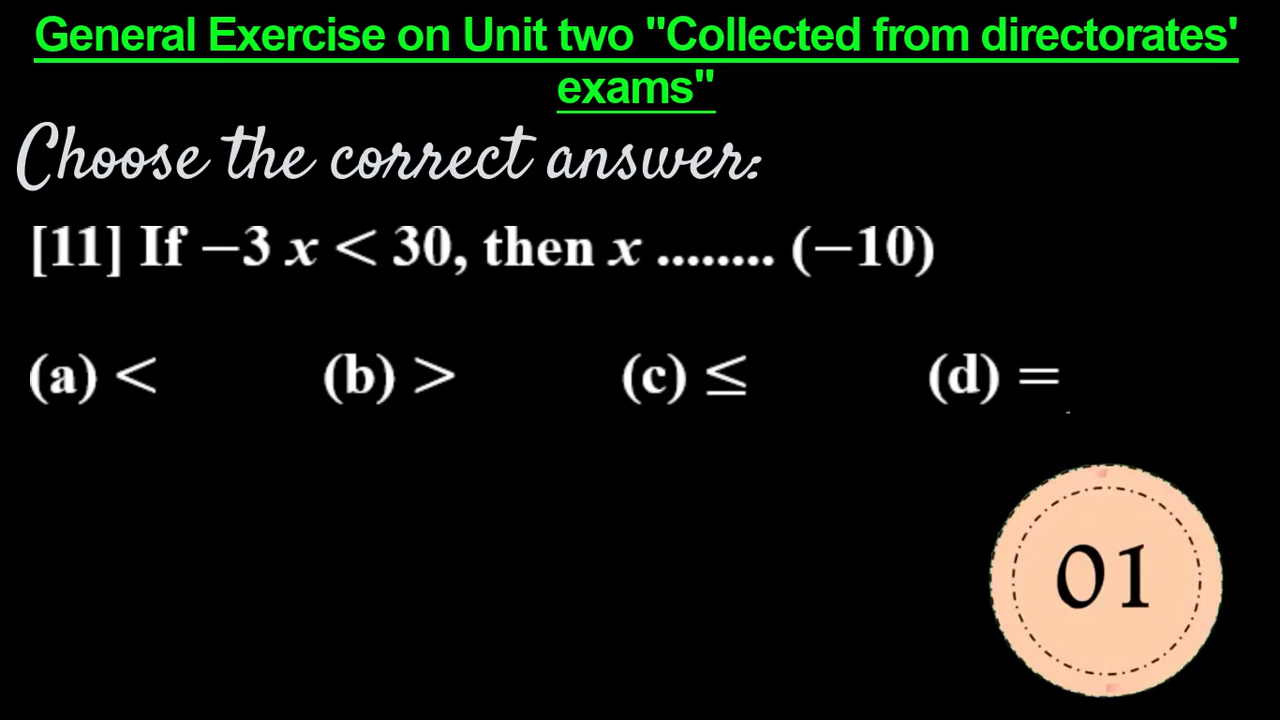 General Exercise on Unit two "Collected from directorates'
exams"
Choose the correct answer:
[11] If −3 x < 30, then x ........ (−10)
(a) < (b) > (c) ≤ (d) =
01